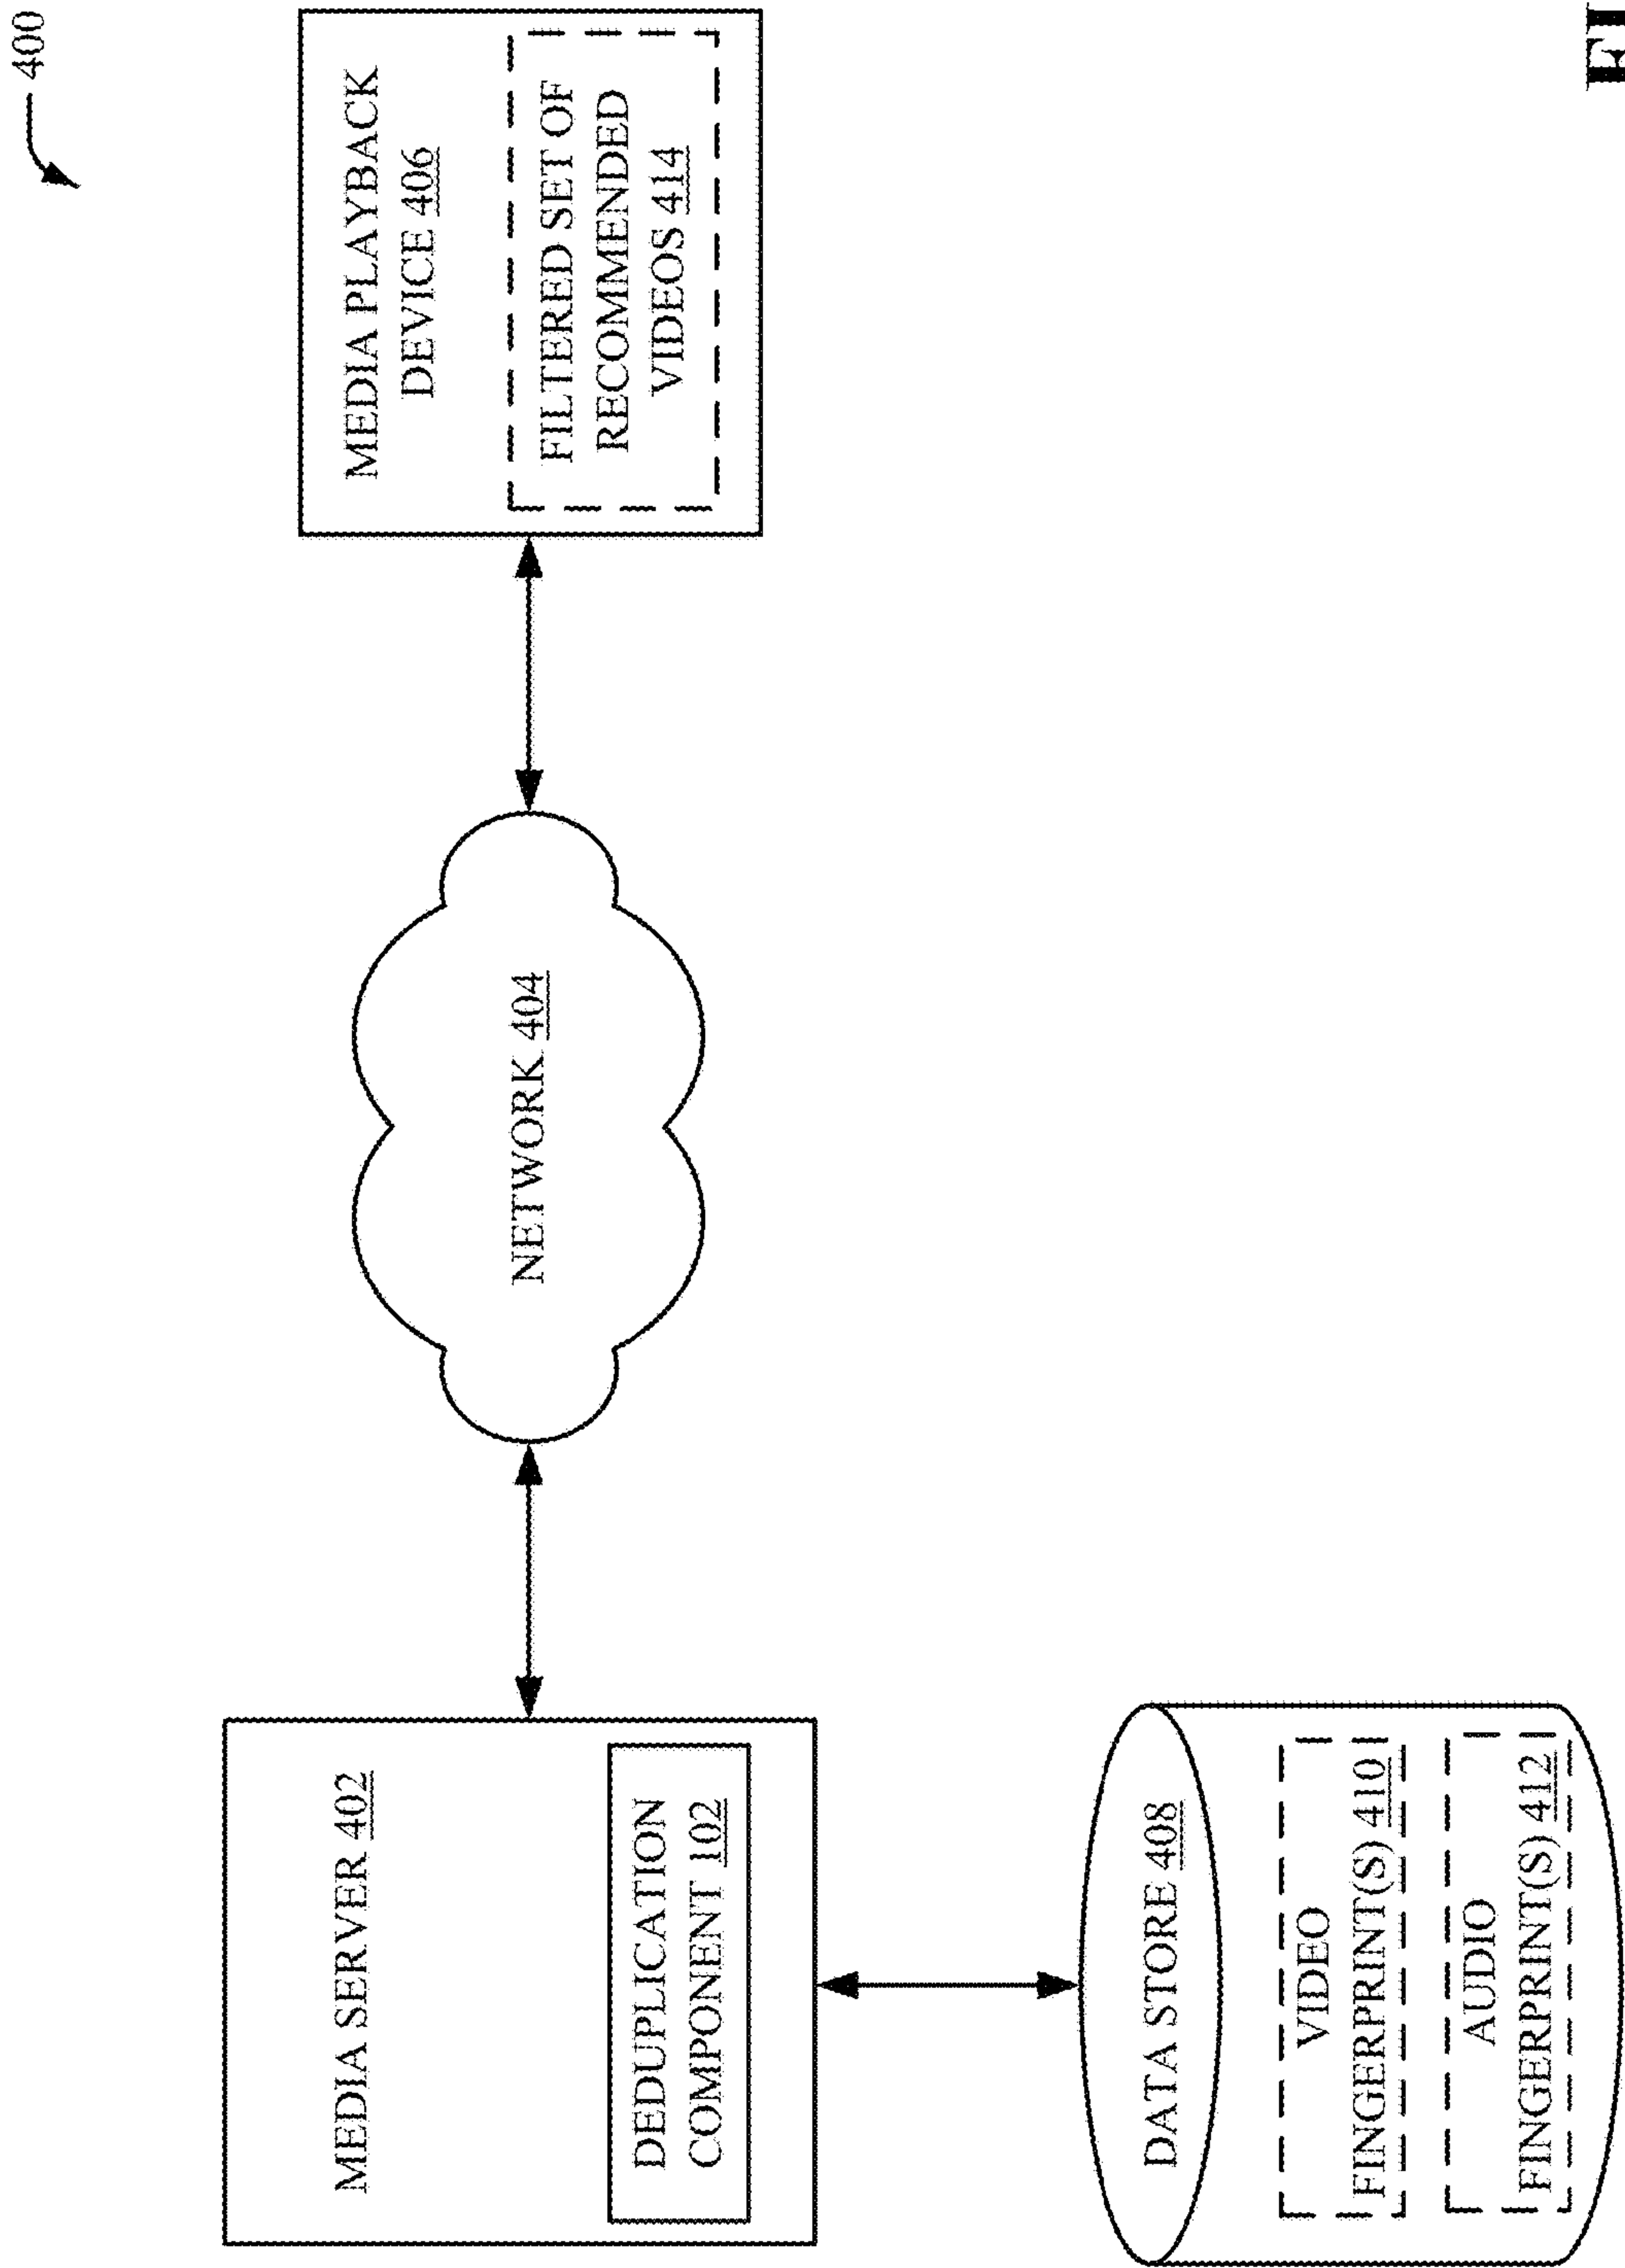 400
MEDIA SERVER 402
DEDUPLICATION
COMPONENT 102
NETWORK 404
MEDIA PLAYBACK
DEVICE 406
FILTERED SET OF
RECOMMENDED
VIDEOS 414
DATA STORE 408
VIDEO
FINGERPRINT(S) 410
AUDIO
FINGERPRINT(S) 412